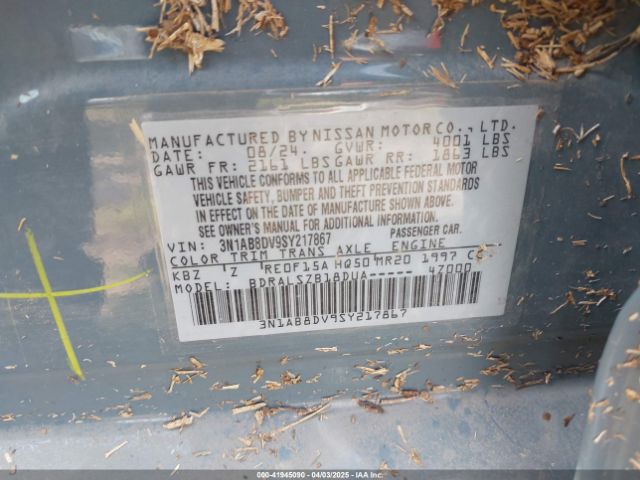 MANUFACTURED BY NISSAN MOTOR CO., LTD.
DATE: 08/24 GVWR: 4001 LBS
GAWR FR: 2161 LBS GAWR RR: 1863 LBS
THIS VEHICLE CONFORMS TO ALL APPLICABLE FEDERAL MOTOR
VEHICLE SAFETY, BUMPER AND THEFT PREVENTION STANDARDS
IN EFFECT ON THE DATE OF MANUFACTURE SHOWN ABOVE.
SEE OWNER'S MANUAL FOR ADDITIONAL INFORMATION.
VIN: 3N1AB8DV9SY217867 PASSENGER CAR.
COLOR TRIM TRANS AXLE ENGINE
KBZ Z RE0F15A HQ50 MR20 1997 CC
MODEL: BDRALSZB18DUA----- 4Z000
3N1AB8DV9SY217867
000-41945090 - 04/03/2025 - IAA Inc.